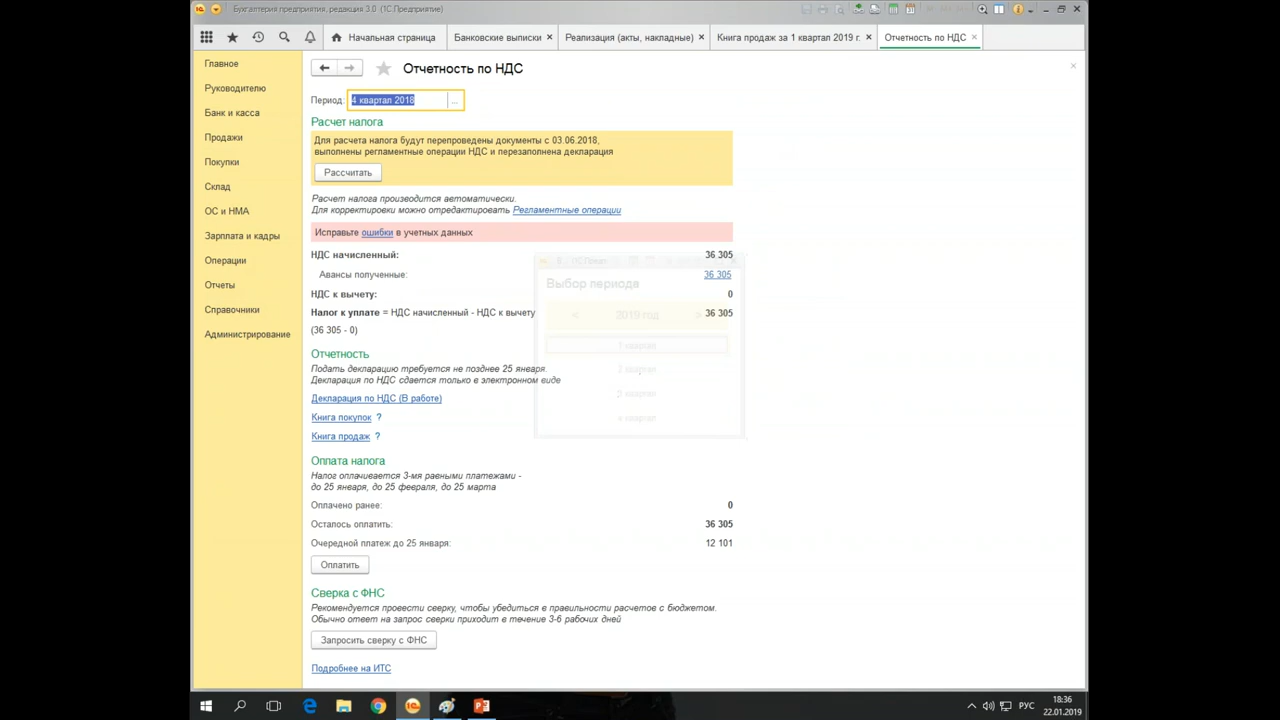 Бухгалтерия предприятия, редакция 3.0 (1С:Предприятие)
Начальная страница
Банковские выписки
Реализация (акты, накладные)
Книга продаж за 1 квартал 2019 г.
Отчетность по НДС
Главное
Руководителю
Банк и касса
Продажи
Покупки
Склад
ОС и НМА
Зарплата и кадры
Операции
Отчеты
Справочники
Администрирование
Отчетность по НДС
Период: 4 квартал 2018 ...
Расчет налога
Для расчета налога будут перепроведены документы с 03.06.2018,
выполнены регламентные операции НДС и перезаполнена декларация
Рассчитать
Расчет налога производится автоматически.
Для корректировки можно отредактировать Регламентные операции
Исправьте ошибки в учетных данных
НДС начисленный: 36 305
Авансы полученные: 36 305
НДС к вычету: 0
Налог к уплате = НДС начисленный - НДС к вычету 36 305
(36 305 - 0)
Выбор периода
< 2019 год >
1 квартал
2 квартал
3 квартал
4 квартал
Отчетность
Подать декларацию требуется не позднее 25 января.
Декларация по НДС сдается только в электронном виде
Декларация по НДС (В работе)
Книга покупок ?
Книга продаж ?
Оплата налога
Налог оплачивается 3-мя равными платежами -
до 25 января, до 25 февраля, до 25 марта
Оплачено ранее: 0
Осталось оплатить: 36 305
Очередной платеж до 25 января: 12 101
Оплатить
Сверка с ФНС
Рекомендуется провести сверку, чтобы убедиться в правильности расчетов с бюджетом.
Обычно ответ на запрос сверки приходит в течение 3-6 рабочих дней
Запросить сверку с ФНС
Подробнее на ИТС
РУС
18:36
22.01.2019